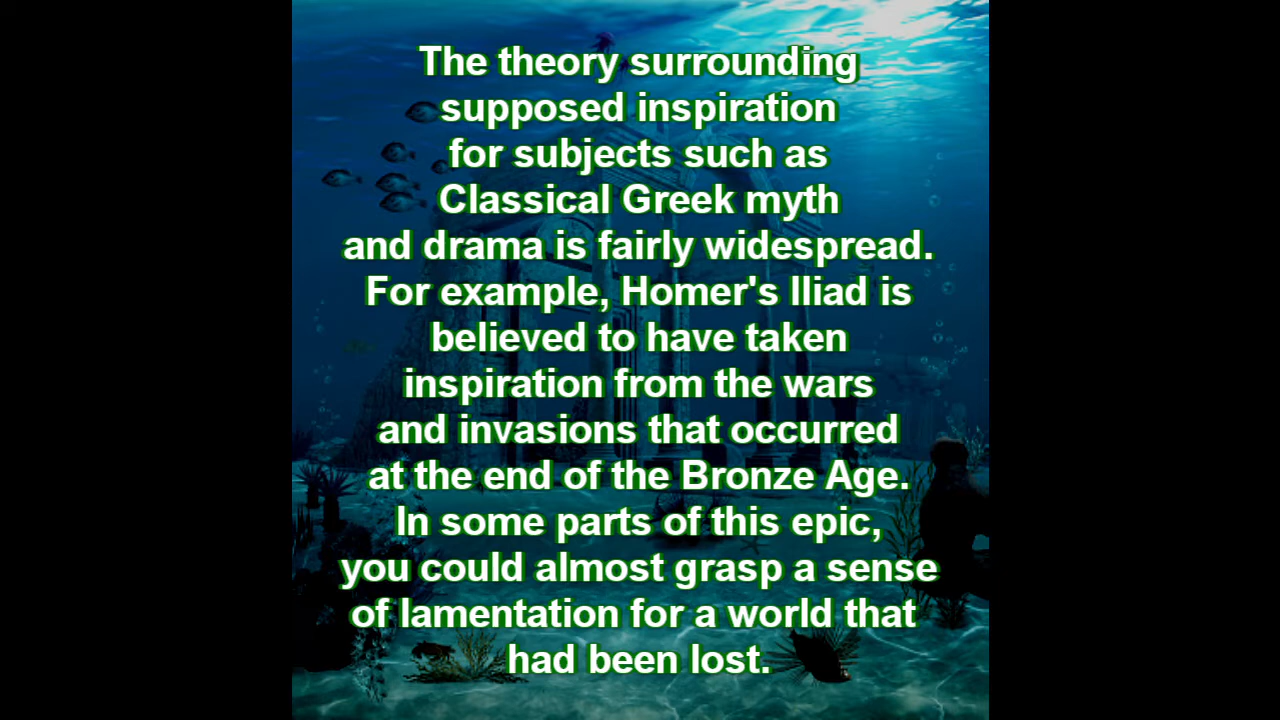 The theory surrounding
supposed inspiration
for subjects such as
Classical Greek myth
and drama is fairly widespread.
For example, Homer's Iliad is
believed to have taken
inspiration from the wars
and invasions that occurred
at the end of the Bronze Age.
In some parts of this epic,
you could almost grasp a sense
of lamentation for a world that
had been lost.